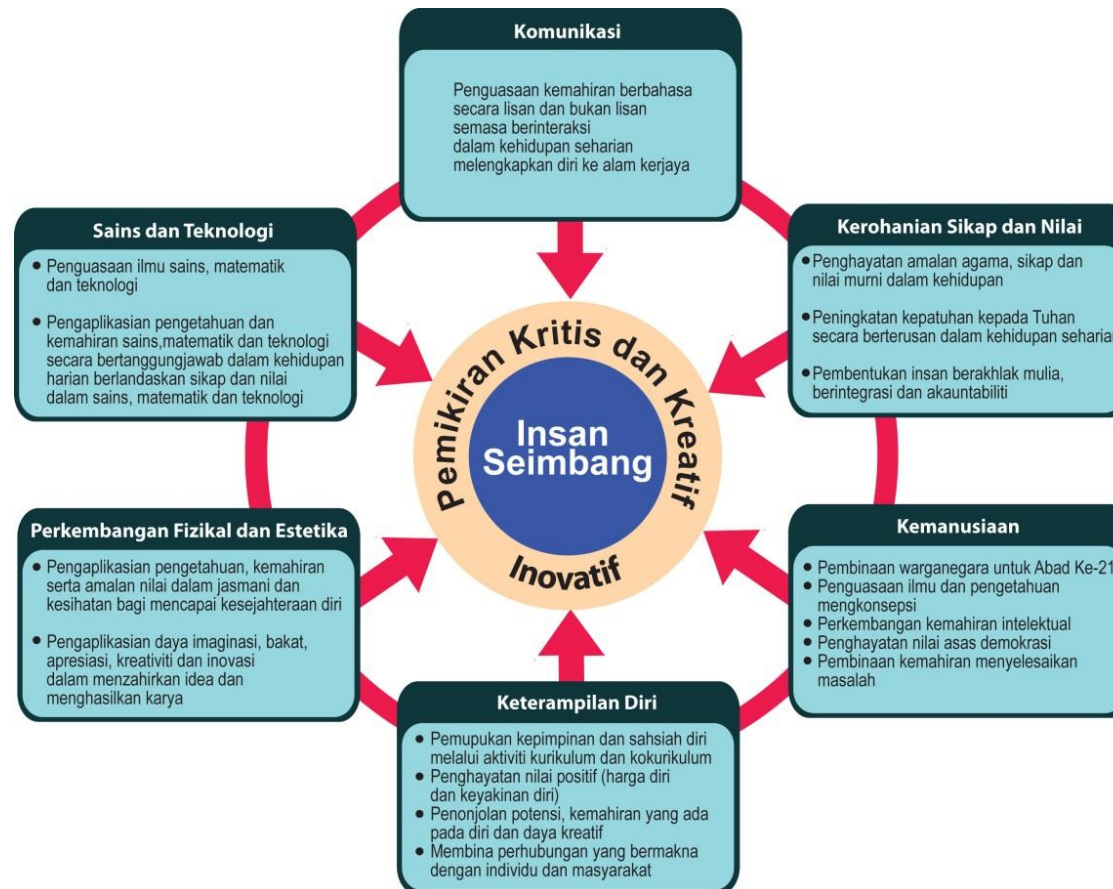 Komunikasi
Penguasaan kemahiran berbahasa
secara lisan dan bukan lisan
semasa berinteraksi
dalam kehidupan seharian
melengkapkan diri ke alam kerjaya
Sains dan Teknologi
● Penguasaan ilmu sains, matematik
dan teknologi
● Pengaplikasian pengetahuan dan
kemahiran sains,matematik dan teknologi
secara bertanggungjawab dalam kehidupan
harian berlandaskan sikap dan nilai
dalam sains, matematik dan teknologi
Kerohanian Sikap dan Nilai
● Penghayatan amalan agama, sikap dan
nilai murni dalam kehidupan
● Peningkatan kepatuhan kepada Tuhan
secara berterusan dalam kehidupan seharian
● Pembentukan insan berakhlak mulia,
berintegrasi dan akauntabiliti
Pemikiran Kritis dan Kreatif
Insan
Seimbang
Inovatif
Perkembangan Fizikal dan Estetika
● Pengaplikasian pengetahuan, kemahiran
serta amalan nilai dalam jasmani dan
kesihatan bagi mencapai kesejahteraan diri
● Pengaplikasian daya imaginasi, bakat,
apresiasi, kreativiti dan inovasi
dalam menzahirkan idea dan
menghasilkan karya
Kemanusiaan
● Pembinaan warganegara untuk Abad Ke-21
● Penguasaan ilmu dan pengetahuan
mengkonsepsi
● Perkembangan kemahiran intelektual
● Penghayatan nilai asas demokrasi
● Pembinaan kemahiran menyelesaikan
masalah
Keterampilan Diri
● Pemupukan kepimpinan dan sahsiah diri
melalui aktiviti kurikulum dan kokurikulum
● Penghayatan nilai positif (harga diri
dan keyakinan diri)
● Penonjolan potensi, kemahiran yang ada
pada diri dan daya kreatif
● Membina perhubungan yang bermakna
dengan individu dan masyarakat